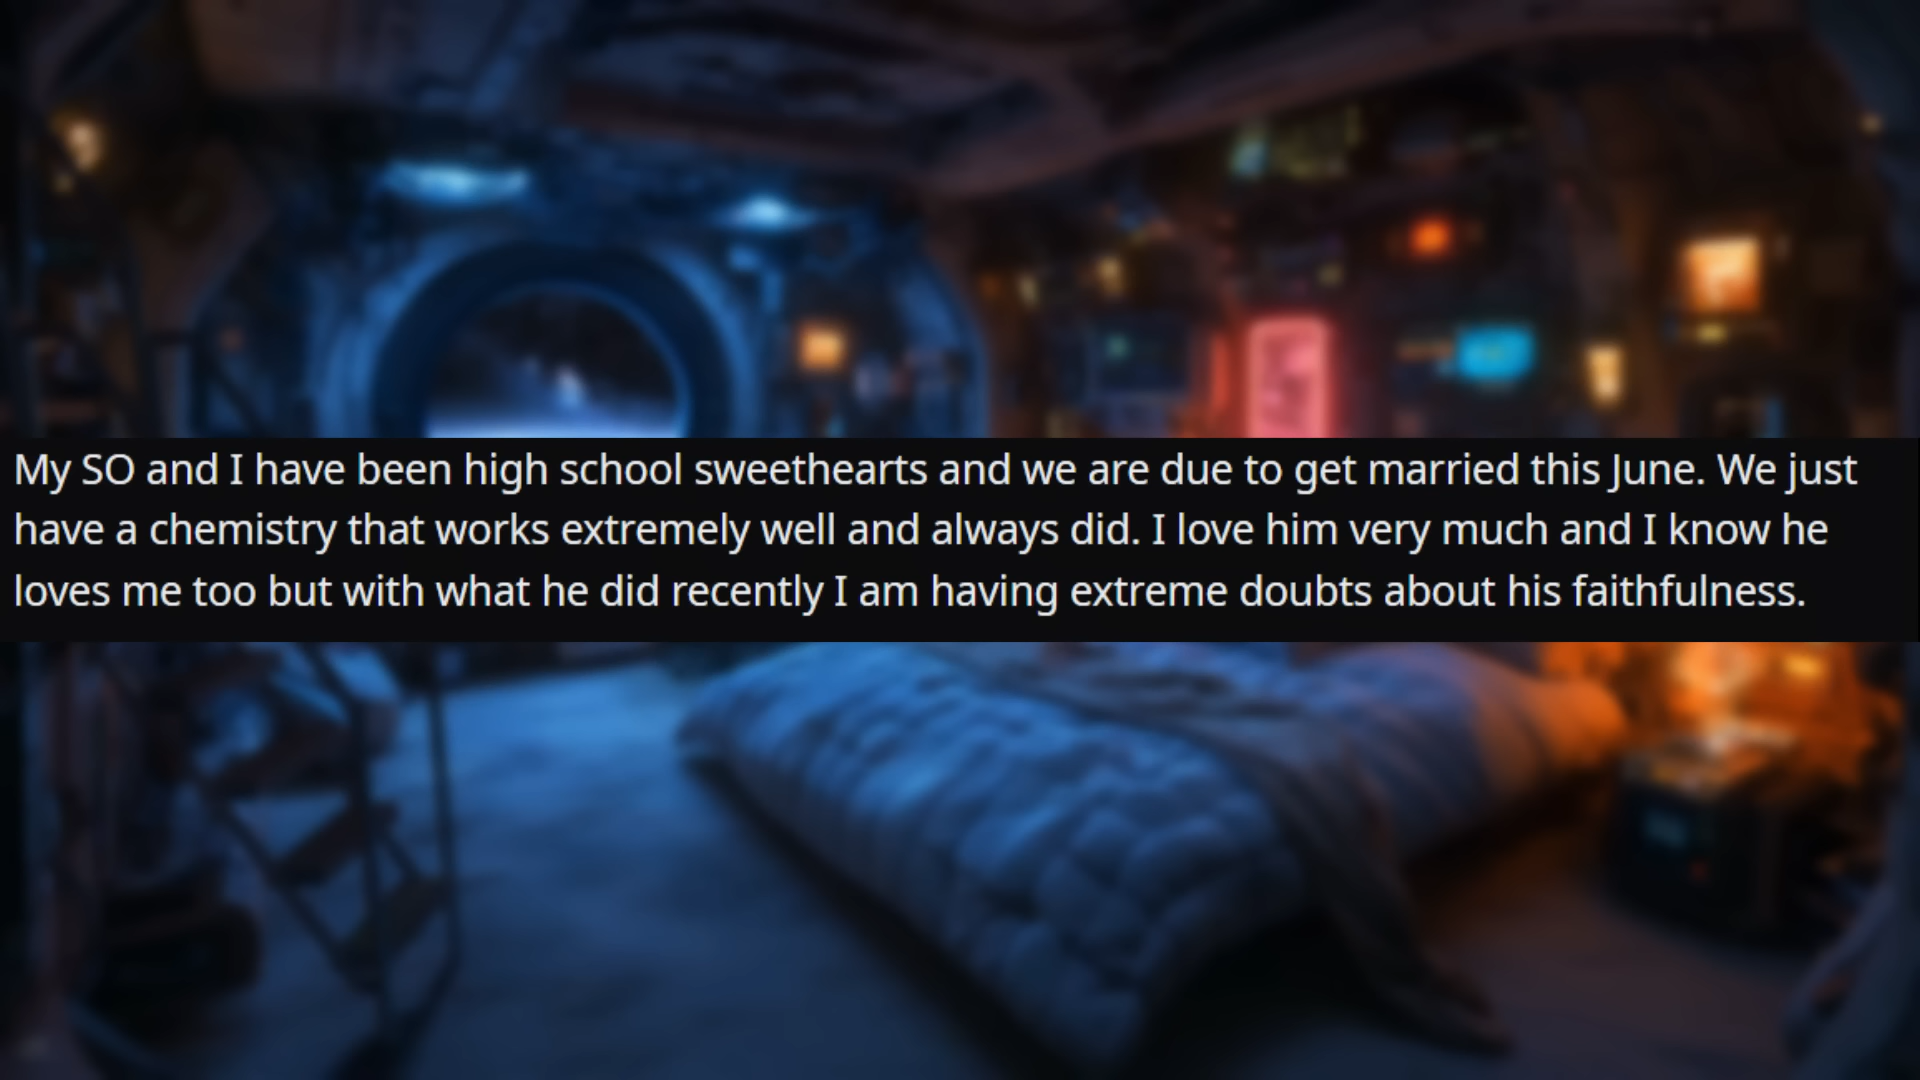 My SO and I have been high school sweethearts and we are due to get married this June. We just
have a chemistry that works extremely well and always did. I love him very much and I know he
loves me too but with what he did recently I am having extreme doubts about his faithfulness.